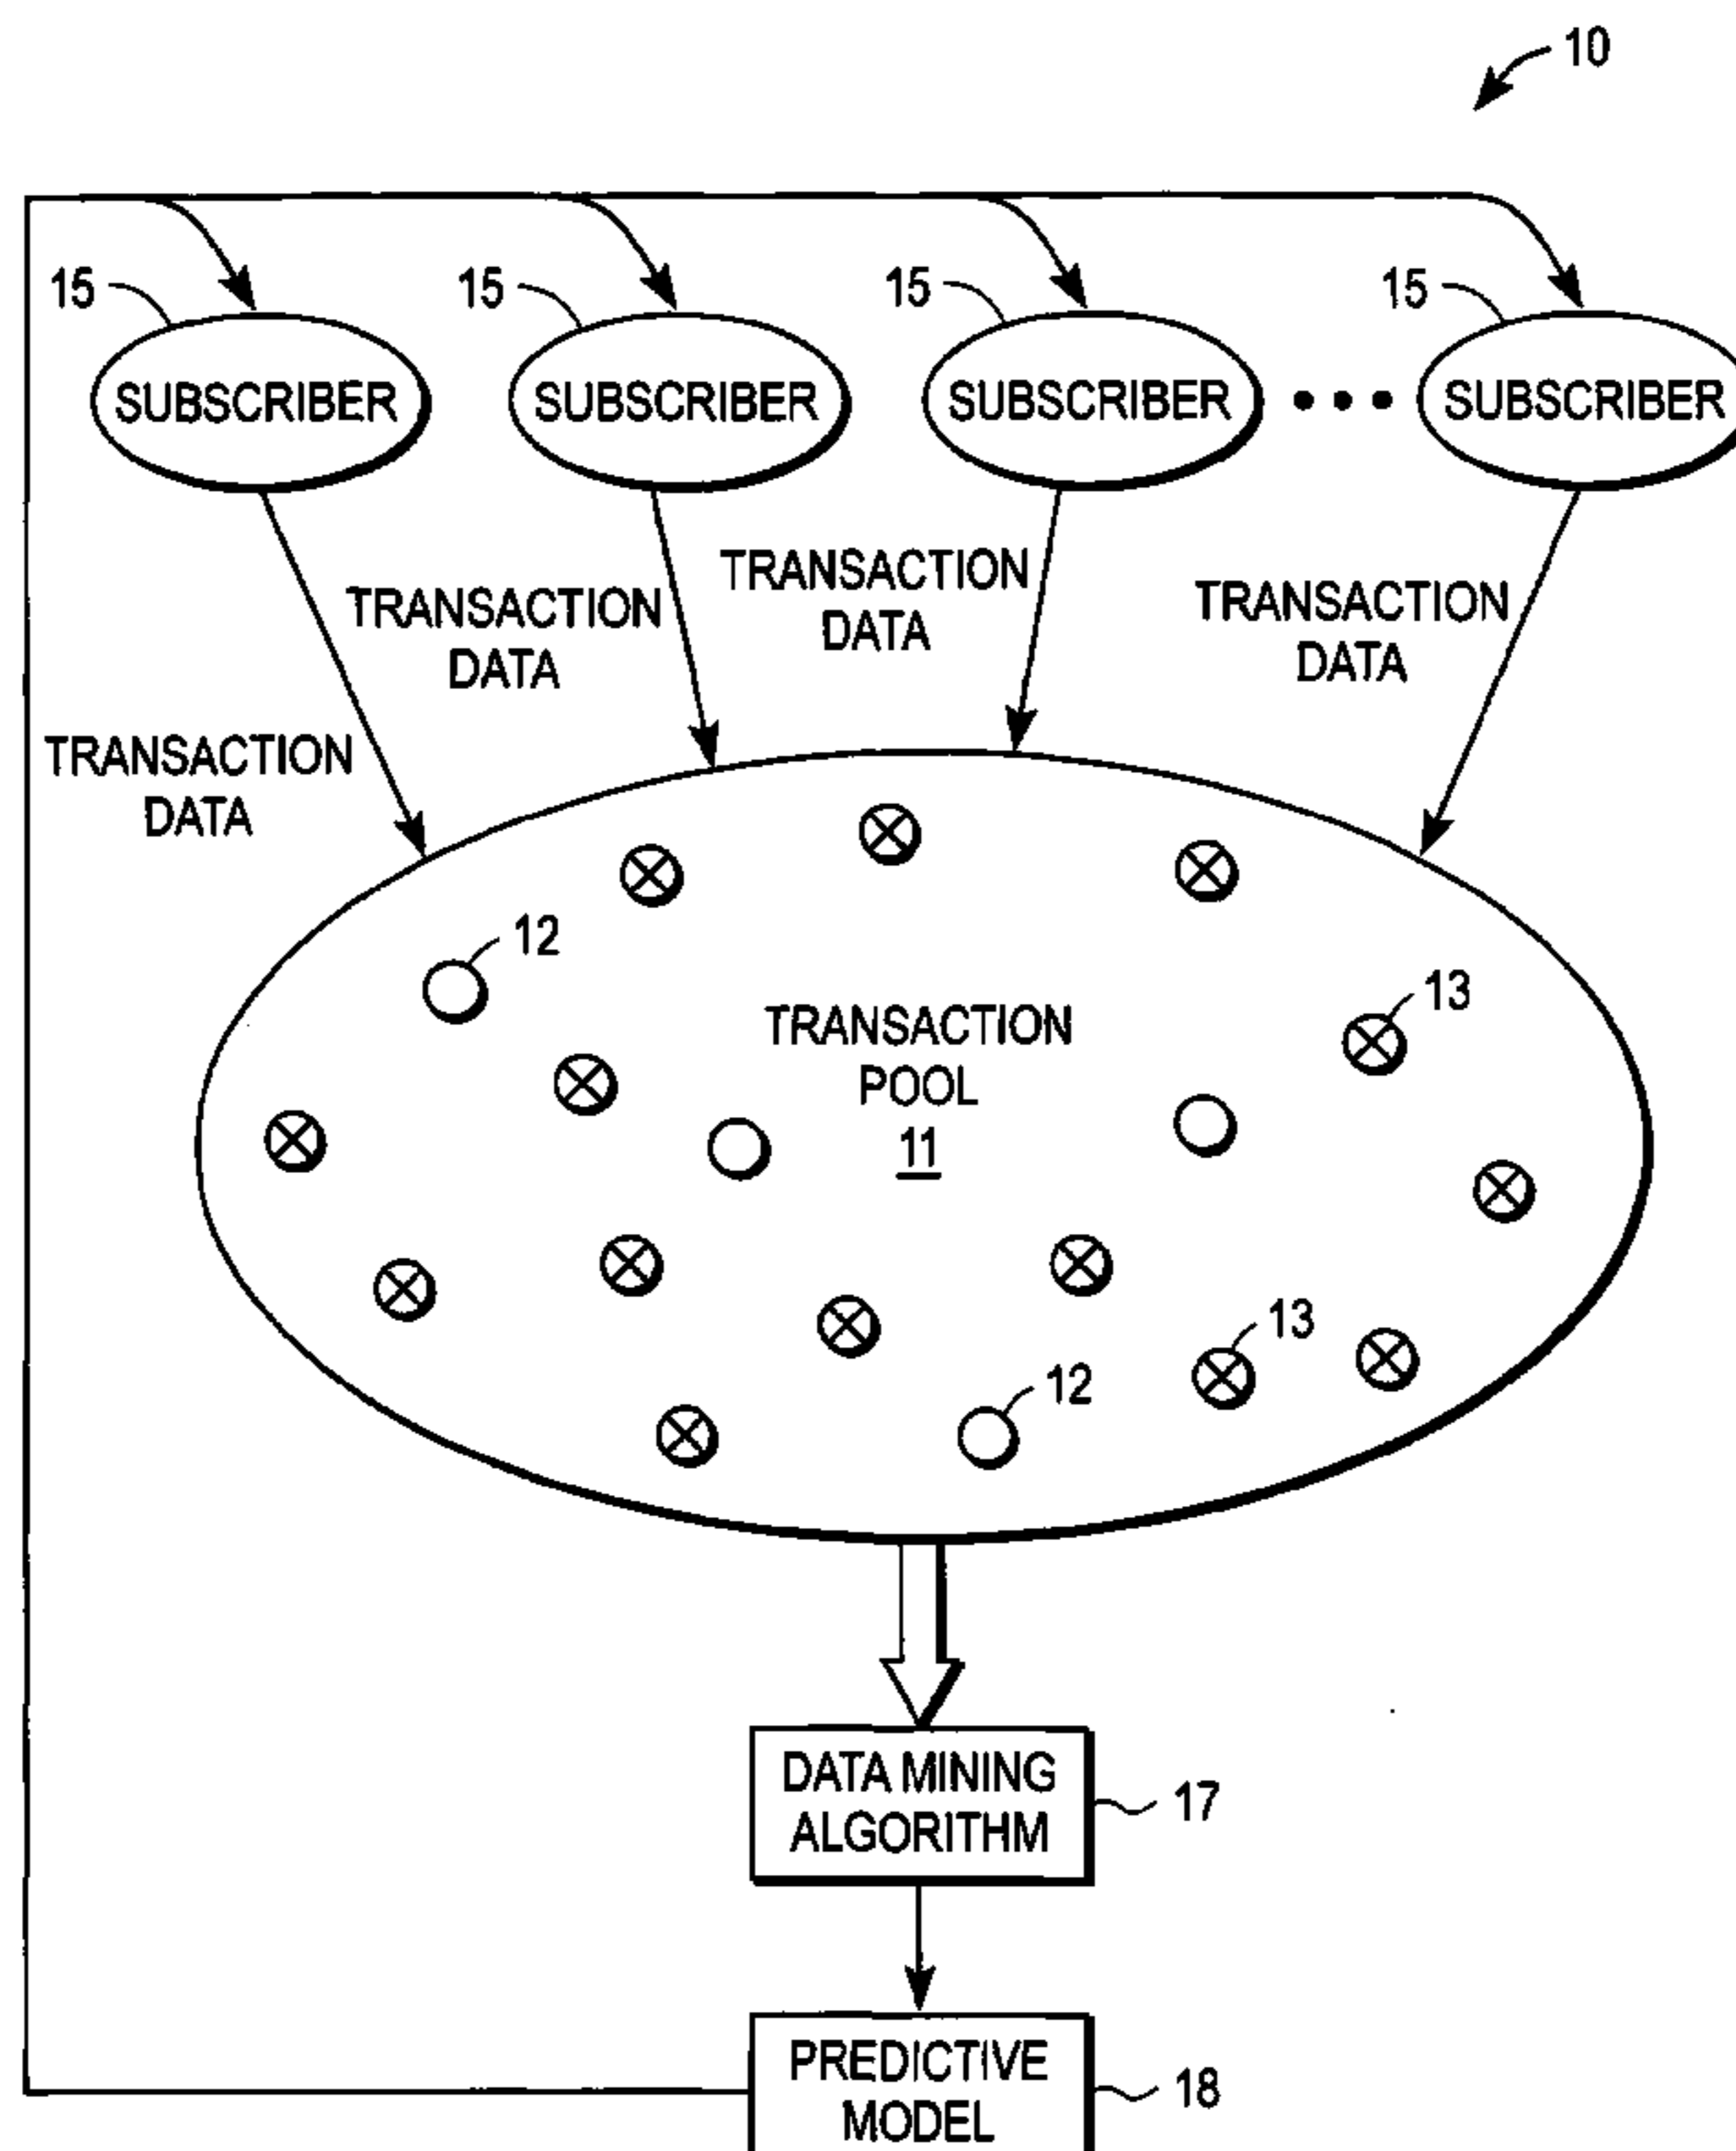 10
15
15
15
15
SUBSCRIBER
SUBSCRIBER
SUBSCRIBER
SUBSCRIBER
TRANSACTION
DATA
TRANSACTION
DATA
TRANSACTION
DATA
TRANSACTION
DATA
12
13
TRANSACTION
POOL
11
13
12
DATA MINING
ALGORITHM
17
PREDICTIVE
MODEL
18